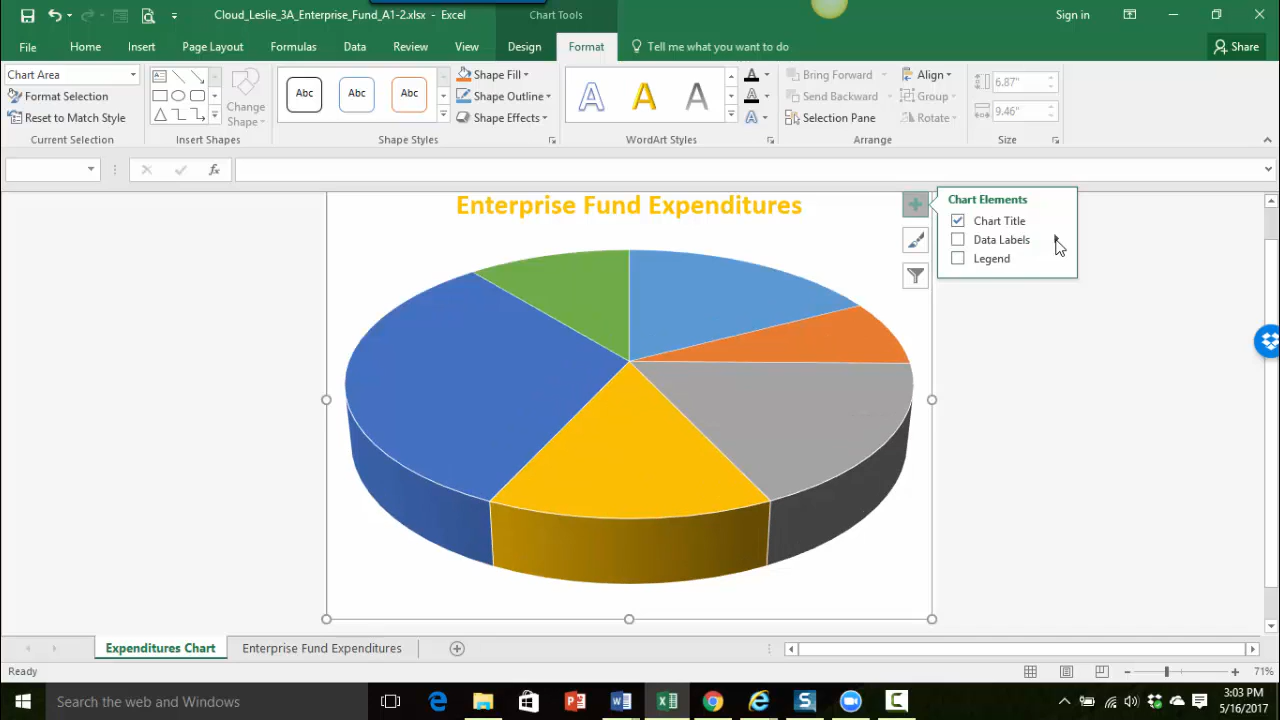 Cloud_Leslie_3A_Enterprise_Fund_A1-2.xlsx - Excel
Chart Tools
Sign in
File
Home
Insert
Page Layout
Formulas
Data
Review
View
Design
Format
Tell me what you want to do
Share
Chart Area
Format Selection
Reset to Match Style
Current Selection
Change
Shape
Insert Shapes
Abc
Abc
Abc
Shape Fill
Shape Outline
Shape Effects
Shape Styles
A
A
A
A
A
A
WordArt Styles
Bring Forward
Send Backward
Selection Pane
Align
Group
Rotate
Arrange
6.87"
9.46"
Size
fx
Enterprise Fund Expenditures
Chart Elements
Chart Title
Data Labels
Legend
Expenditures Chart
Enterprise Fund Expenditures
Ready
71%
Search the web and Windows
3:03 PM
5/16/2017